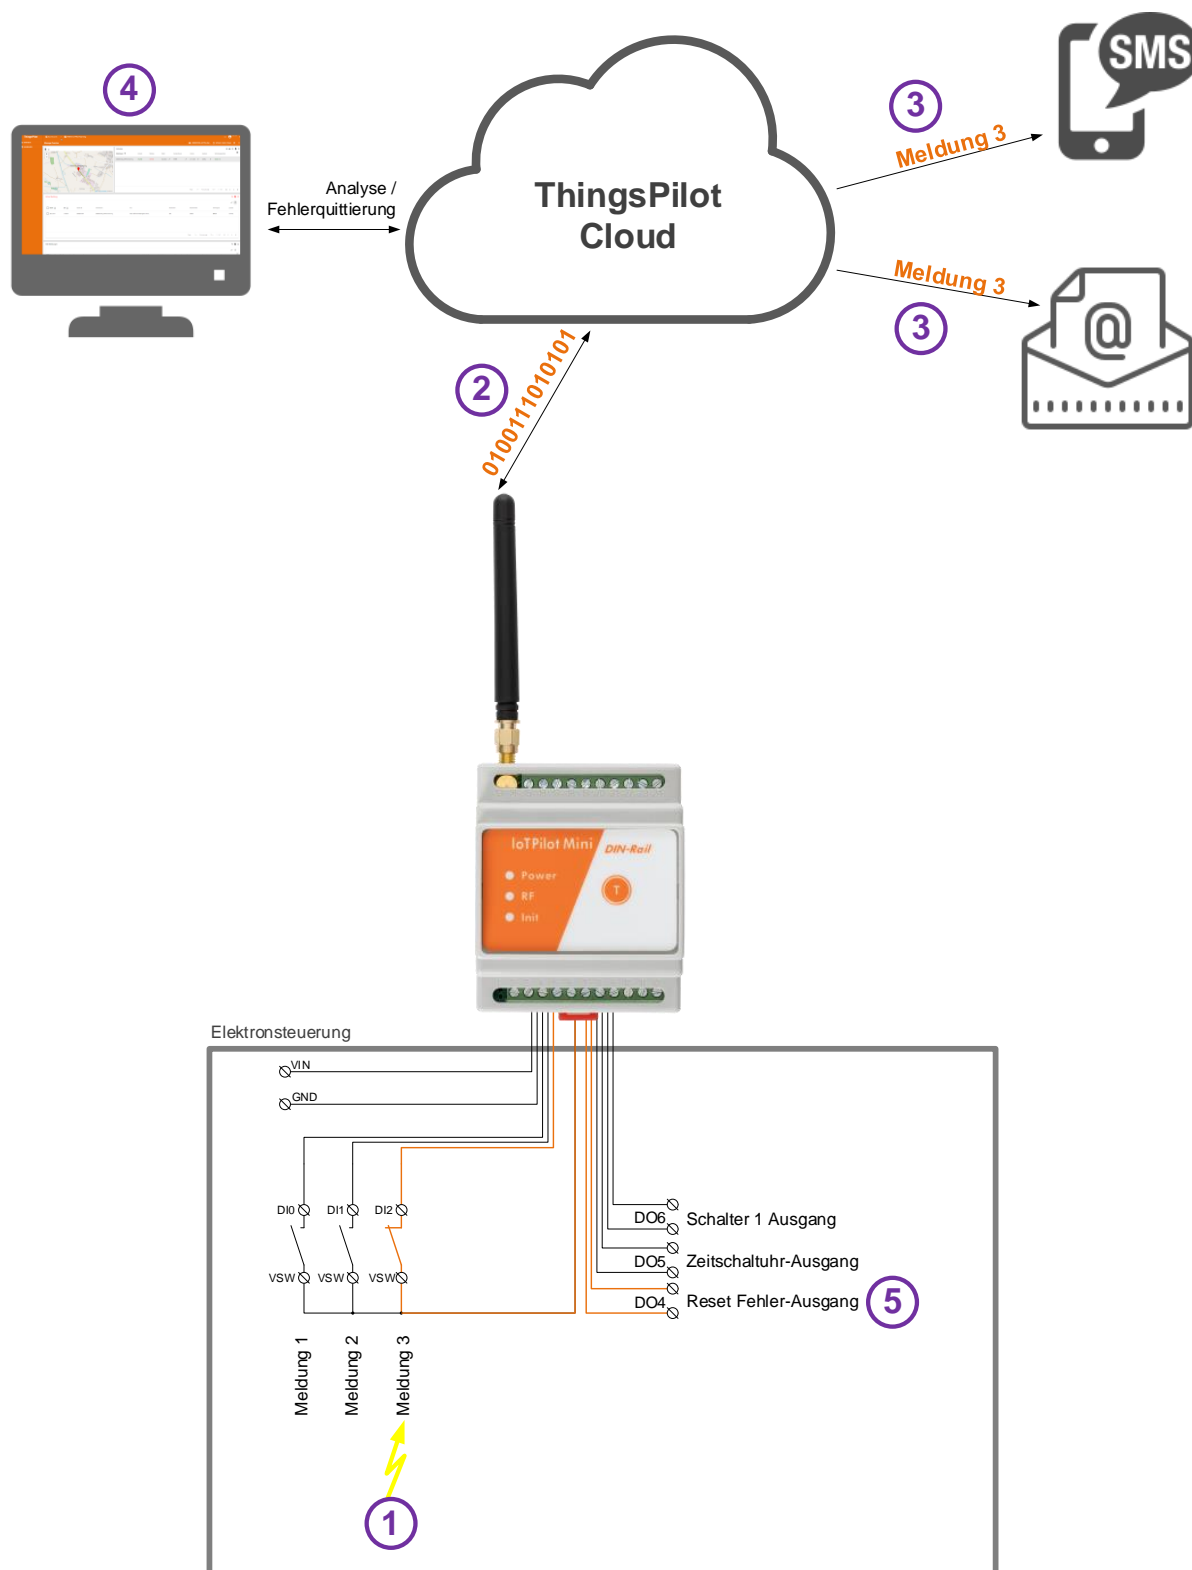 SMS
4
3
Meldung 3
Analyse /
Fehlerquittierung
ThingsPilot
Cloud
Meldung 3
3
@
2
0100111010101
IoTPilot Mini
DIN-Rail
Power
RF
Init
T
Elektronsteuerung
VIN
GND
DI0
DI1
DI2
VSW
VSW
VSW
DO6
Schalter 1 Ausgang
DO5
Zeitschaltuhr-Ausgang
DO4
Reset Fehler-Ausgang
5
Meldung 1
Meldung 2
Meldung 3
1